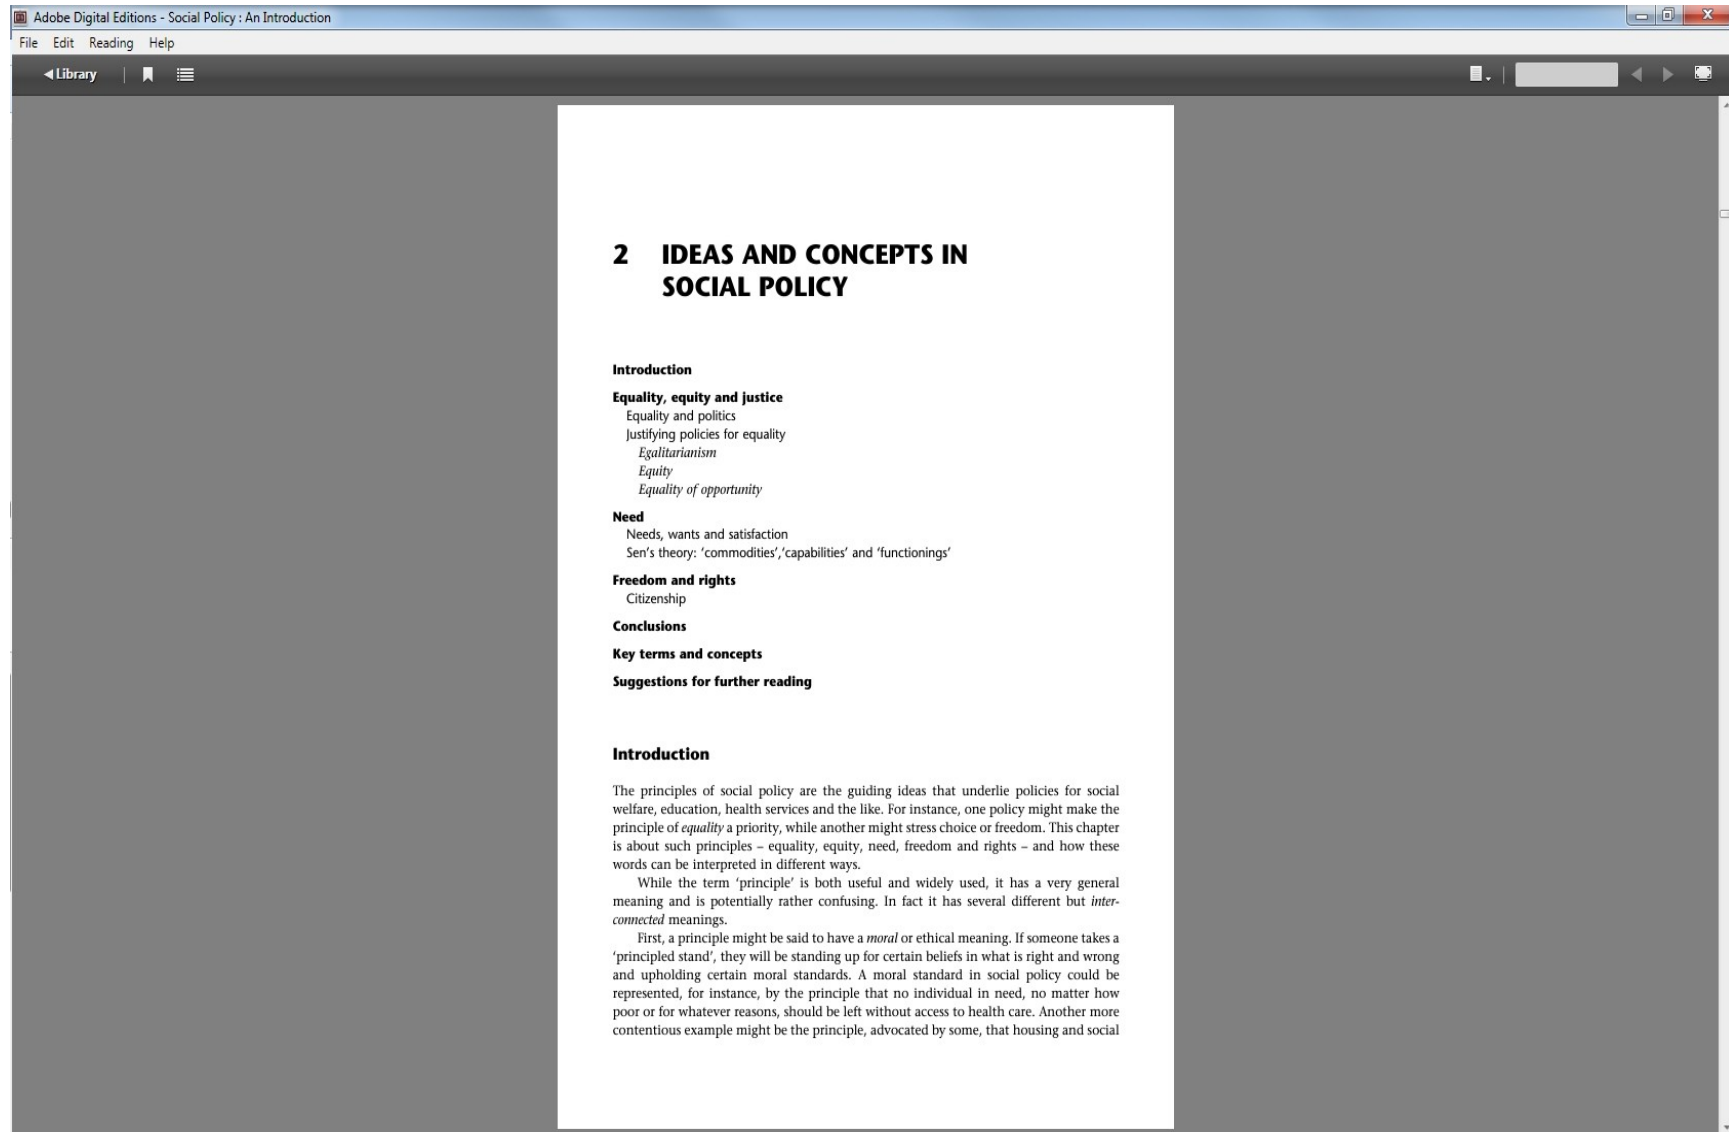 Adobe Digital Editions - Social Policy : An Introduction
File Edit Reading Help
Library
2 IDEAS AND CONCEPTS IN
SOCIAL POLICY
Introduction
Equality, equity and justice
Equality and politics
Justifying policies for equality
Egalitarianism
Equity
Equality of opportunity
Need
Needs, wants and satisfaction
Sen's theory: ‘commodities’,‘capabilities’ and ‘functionings’
Freedom and rights
Citizenship
Conclusions
Key terms and concepts
Suggestions for further reading
Introduction
The principles of social policy are the guiding ideas that underlie policies for social
welfare, education, health services and the like. For instance, one policy might make the
principle of equality a priority, while another might stress choice or freedom. This chapter
is about such principles – equality, equity, need, freedom and rights – and how these
words can be interpreted in different ways.
While the term ‘principle’ is both useful and widely used, it has a very general
meaning and is potentially rather confusing. In fact it has several different but inter-
connected meanings.
First, a principle might be said to have a moral or ethical meaning. If someone takes a
‘principled stand’, they will be standing up for certain beliefs in what is right and wrong
and upholding certain moral standards. A moral standard in social policy could be
represented, for instance, by the principle that no individual in need, no matter how
poor or for whatever reasons, should be left without access to health care. Another more
contentious example might be the principle, advocated by some, that housing and social